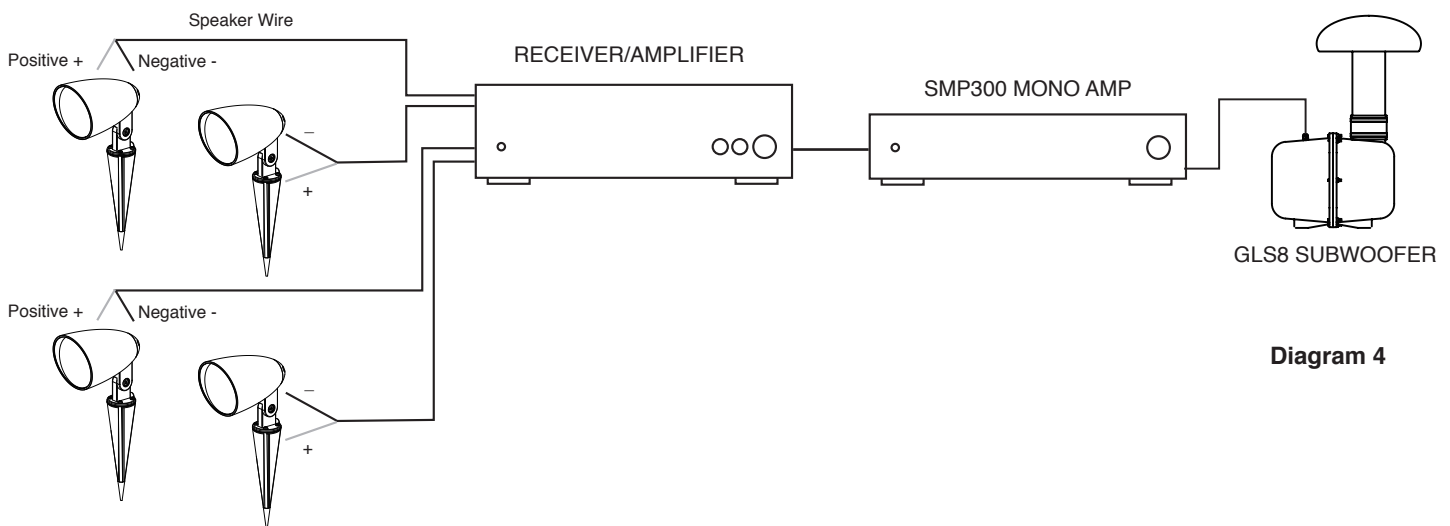 Speaker Wire
Positive +
Negative -
RECEIVER/AMPLIFIER
SMP300 MONO AMP
–
+
GLS8 SUBWOOFER
Positive +
Negative -
–
+
Diagram 4